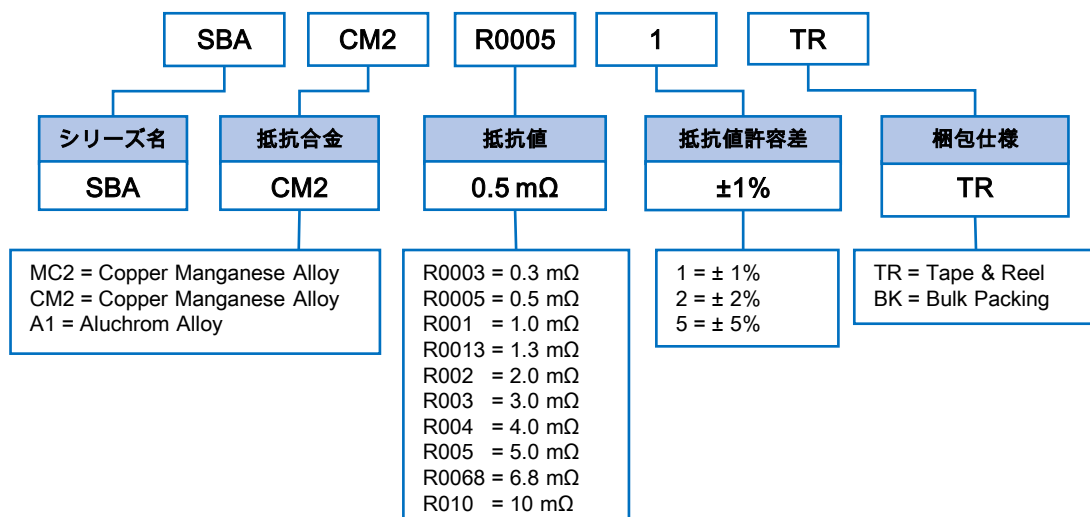 SBA CM2 R0005 1 TR
シリーズ名 抵抗合金 抵抗値 抵抗値許容差 梱包仕様
SBA CM2 0.5 mΩ ±1% TR
MC2 = Copper Manganese Alloy
CM2 = Copper Manganese Alloy
A1 = Aluchrom Alloy
R0003 = 0.3 mΩ
R0005 = 0.5 mΩ
R001 = 1.0 mΩ
R0013 = 1.3 mΩ
R002 = 2.0 mΩ
R003 = 3.0 mΩ
R004 = 4.0 mΩ
R005 = 5.0 mΩ
R0068 = 6.8 mΩ
R010 = 10 mΩ
1 = ± 1%
2 = ± 2%
5 = ± 5%
TR = Tape & Reel
BK = Bulk Packing